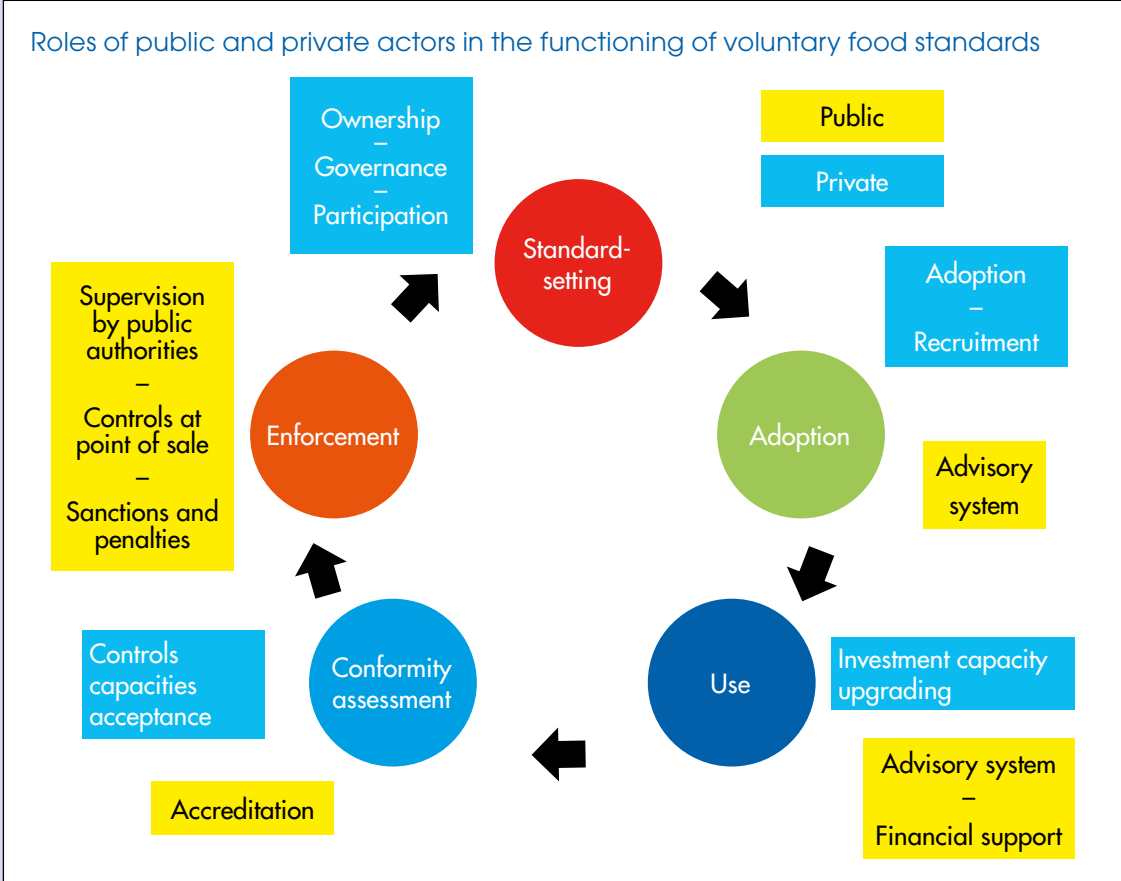 Roles of public and private actors in the functioning of voluntary food standards
Ownership
–
Governance
–
Participation
Public
Private
Standard-
setting
Adoption
–
Recruitment
Supervision
by public
authorities
–
Controls at
point of sale
–
Sanctions and
penalties
Enforcement
Adoption
Advisory
system
Controls
capacities
acceptance
Conformity
assessment
Use
Investment capacity
upgrading
Accreditation
Advisory system
–
Financial support